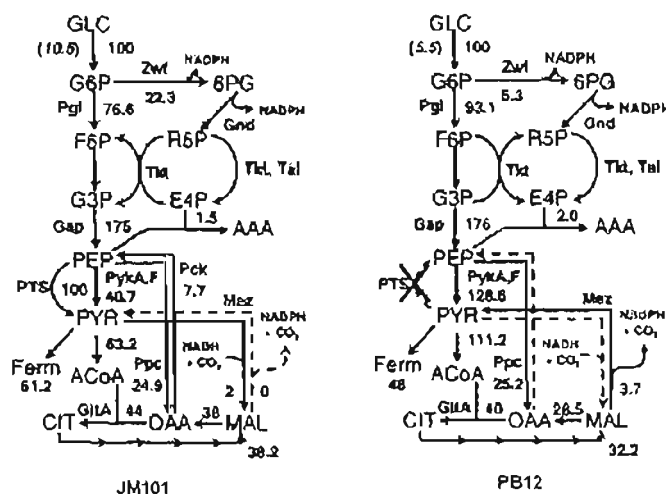 GLC GLC
(10.5) 100 (5.5) 100
Zwf NADPH Zwf NADPH
G6P 6PG G6P 6PG
22.3 5.3
Pgi 76.6 NADPH Pgi 93.1 NADPH
Gnd Gnd
F6P R5P F6P R5P
Tkt Tkt, Tal Tkt Tkt, Tal
G3P E4P G3P E4P
Gap 175 1.5 AAA Gap 176 2.0 AAA
PEP PEP
PTS 100 PykA,F Pck PTS PykA,F
40.7 7.7 128.6
Mez NADPH Mez NADPH
PYR + CO2 PYR + CO2
63.2 NADH 111.2 NADH
Ferm Ppc + CO2 Ferm Ppc + CO2
61.2 ACoA 24.9 2 0 48 ACoA 25.2 3.7
GltA 44 38 GltA 40 28.5
CIT OAA MAL CIT OAA MAL
38.2 32.2
JM101 PB12